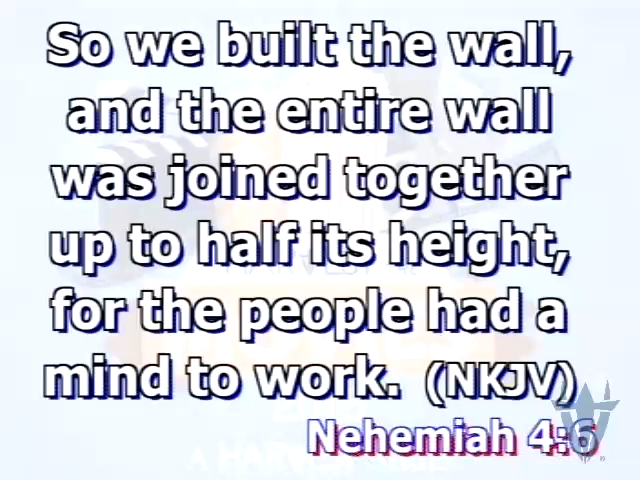 So we built the wall,
and the entire wall
was joined together
up to half its height,
for the people had a
mind to work. (NKJV)
Nehemiah 4:6